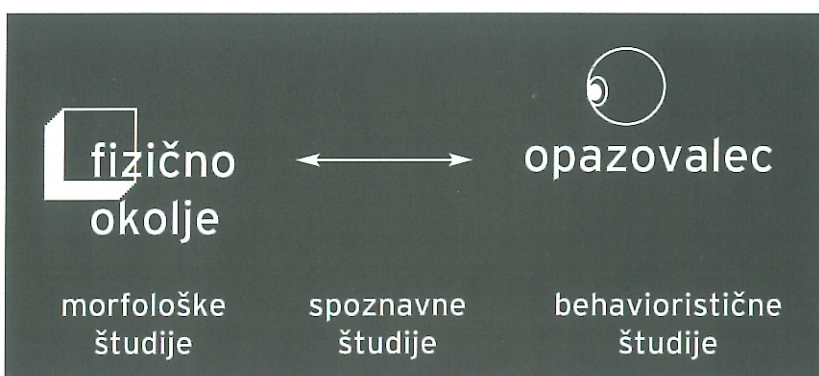 fizično
okolje
opazovalec
morfološke
študije
spoznavne
študije
behavioristične
študije